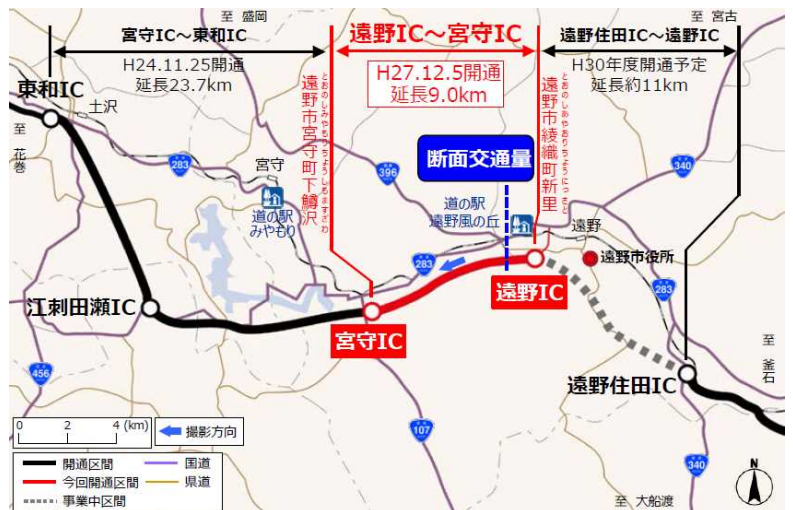 至 盛岡
至 宮古
宮守IC～東和IC
遠野IC～宮守IC
遠野住田IC～遠野IC
H24.11.25開通
延長23.7km
H27.12.5開通
延長9.0km
H30年度開通予定
延長約11km
東和IC
土沢
至 花巻
とおのしみやもりちょうしもますざわ
遠野市宮守町下鱒沢
とおのしあやおりちょうにっさと
遠野市綾織町新里
断面交通量
283
宮守
396
340
道の駅
みやもり
道の駅
遠野風の丘
遠野
遠野市役所
283
283
江刺田瀬IC
宮守IC
遠野IC
至 釜石
遠野住田IC
456
107
340
0 2 4 (km)
撮影方向
開通区間
国道
今回開通区間
県道
事業中区間
至 大船渡
N